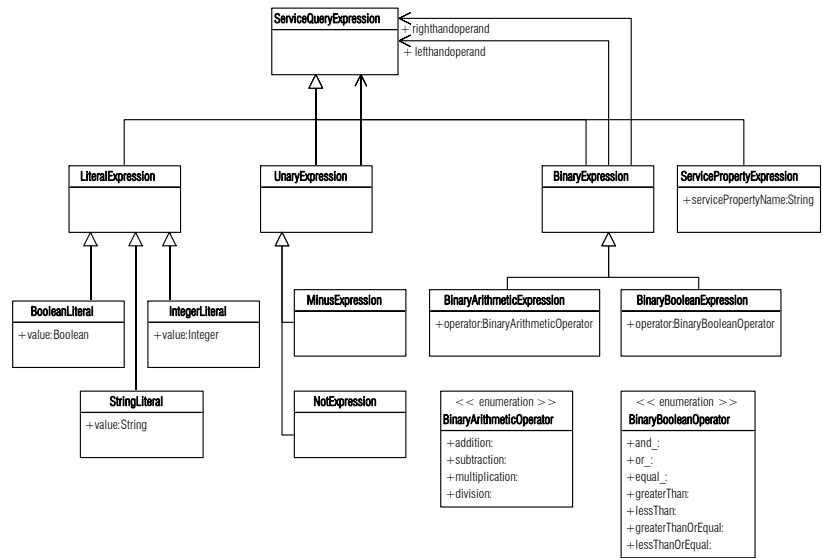 ServiceQueryExpression
+ righthandoperand
+ lefthandoperand
LiteralExpression
UnaryExpression
BinaryExpression
ServicePropertyExpression
+servicePropertyName:String
BooleanLiteral
+value:Boolean
IntegerLiteral
+value:Integer
MinusExpression
BinaryArithmeticExpression
+operator:BinaryArithmeticOperator
BinaryBooleanExpression
+operator:BinaryBooleanOperator
StringLiteral
+value:String
NotExpression
<< enumeration >>
BinaryArithmeticOperator
+addition:
+subtraction:
+multiplication:
+division:
<< enumeration >>
BinaryBooleanOperator
+and_:
+or_:
+equal_:
+greaterThan:
+lessThan:
+greaterThanOrEqual:
+lessThanOrEqual: